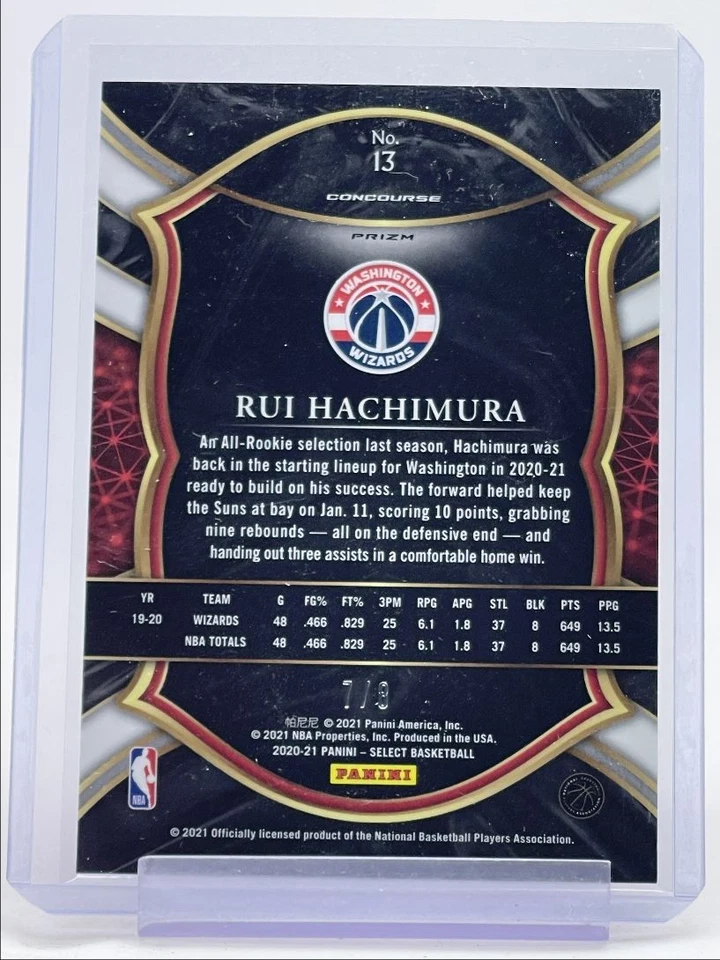 No.
13
CONCOURSE
PRIZM
WASHINGTON
WIZARDS
RUI HACHIMURA
An All-Rookie selection last season, Hachimura was
back in the starting lineup for Washington in 2020-21
ready to build on his success. The forward helped keep
the Suns at bay on Jan. 11, scoring 10 points, grabbing
nine rebounds — all on the defensive end — and
handing out three assists in a comfortable home win.
YR TEAM G FG% FT% 3PM RPG APG STL BLK PTS PPG
19-20 WIZARDS 48 .466 .829 25 6.1 1.8 37 8 649 13.5
NBA TOTALS 48 .466 .829 25 6.1 1.8 37 8 649 13.5
7/9
帕尼尼 © 2021 Panini America, Inc.
© 2021 NBA Properties, Inc. Produced in the USA.
2020-21 PANINI – SELECT BASKETBALL
PANINI
NBA
© 2021 Officially licensed product of the National Basketball Players Association.